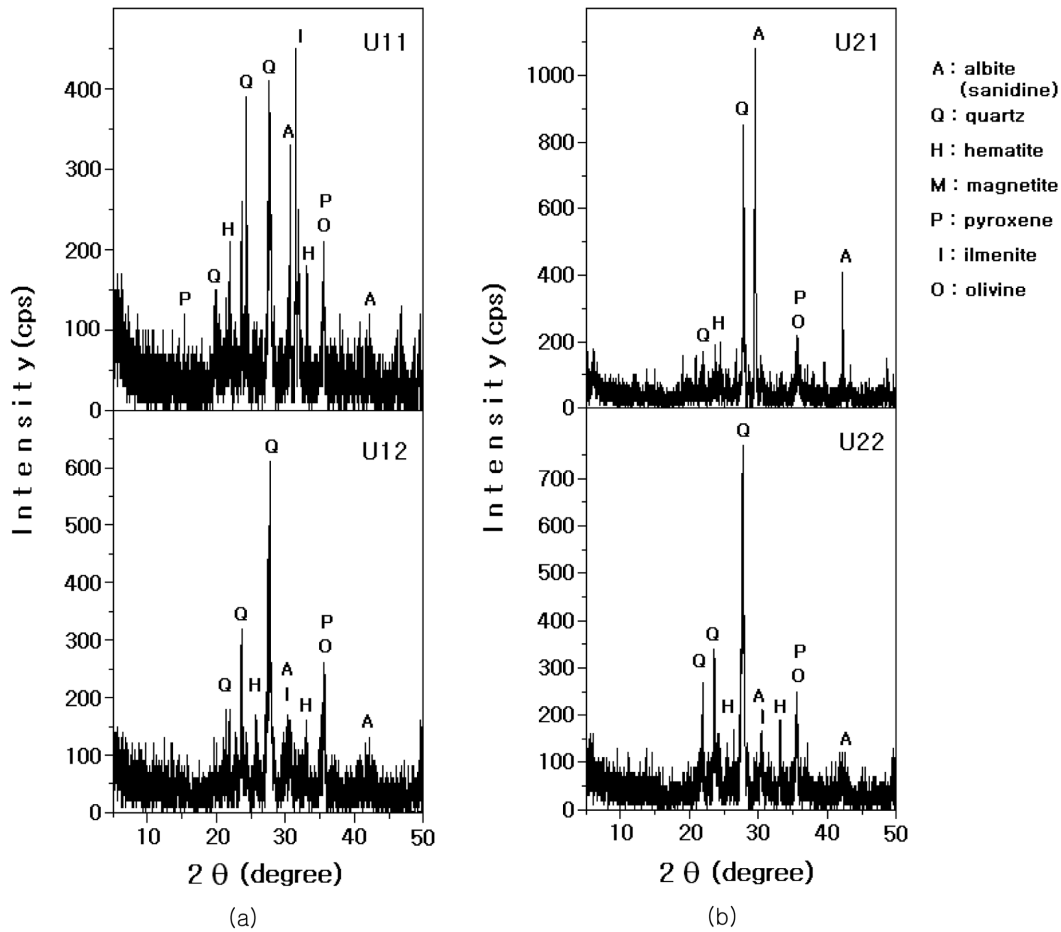 U11
I
Q
Q
A
H
P
O
H
Q
P
A
400
300
200
100
0
Intensity (cps)
U12
Q
Q
P
O
Q
H
A
I
H
A
600
500
400
300
200
100
0
10 20 30 40 50
2 θ (degree)
(a)
U21
A
Q
A
P
O
Q
H
1000
800
600
400
200
0
Intensity (cps)
U22
Q
Q
Q
P
O
H
A
I
H
A
700
600
500
400
300
200
100
0
10 20 30 40 50
2 θ (degree)
(b)
A : albite
(sanidine)
Q : quartz
H : hematite
M : magnetite
P : pyroxene
I : ilmenite
O : olivine